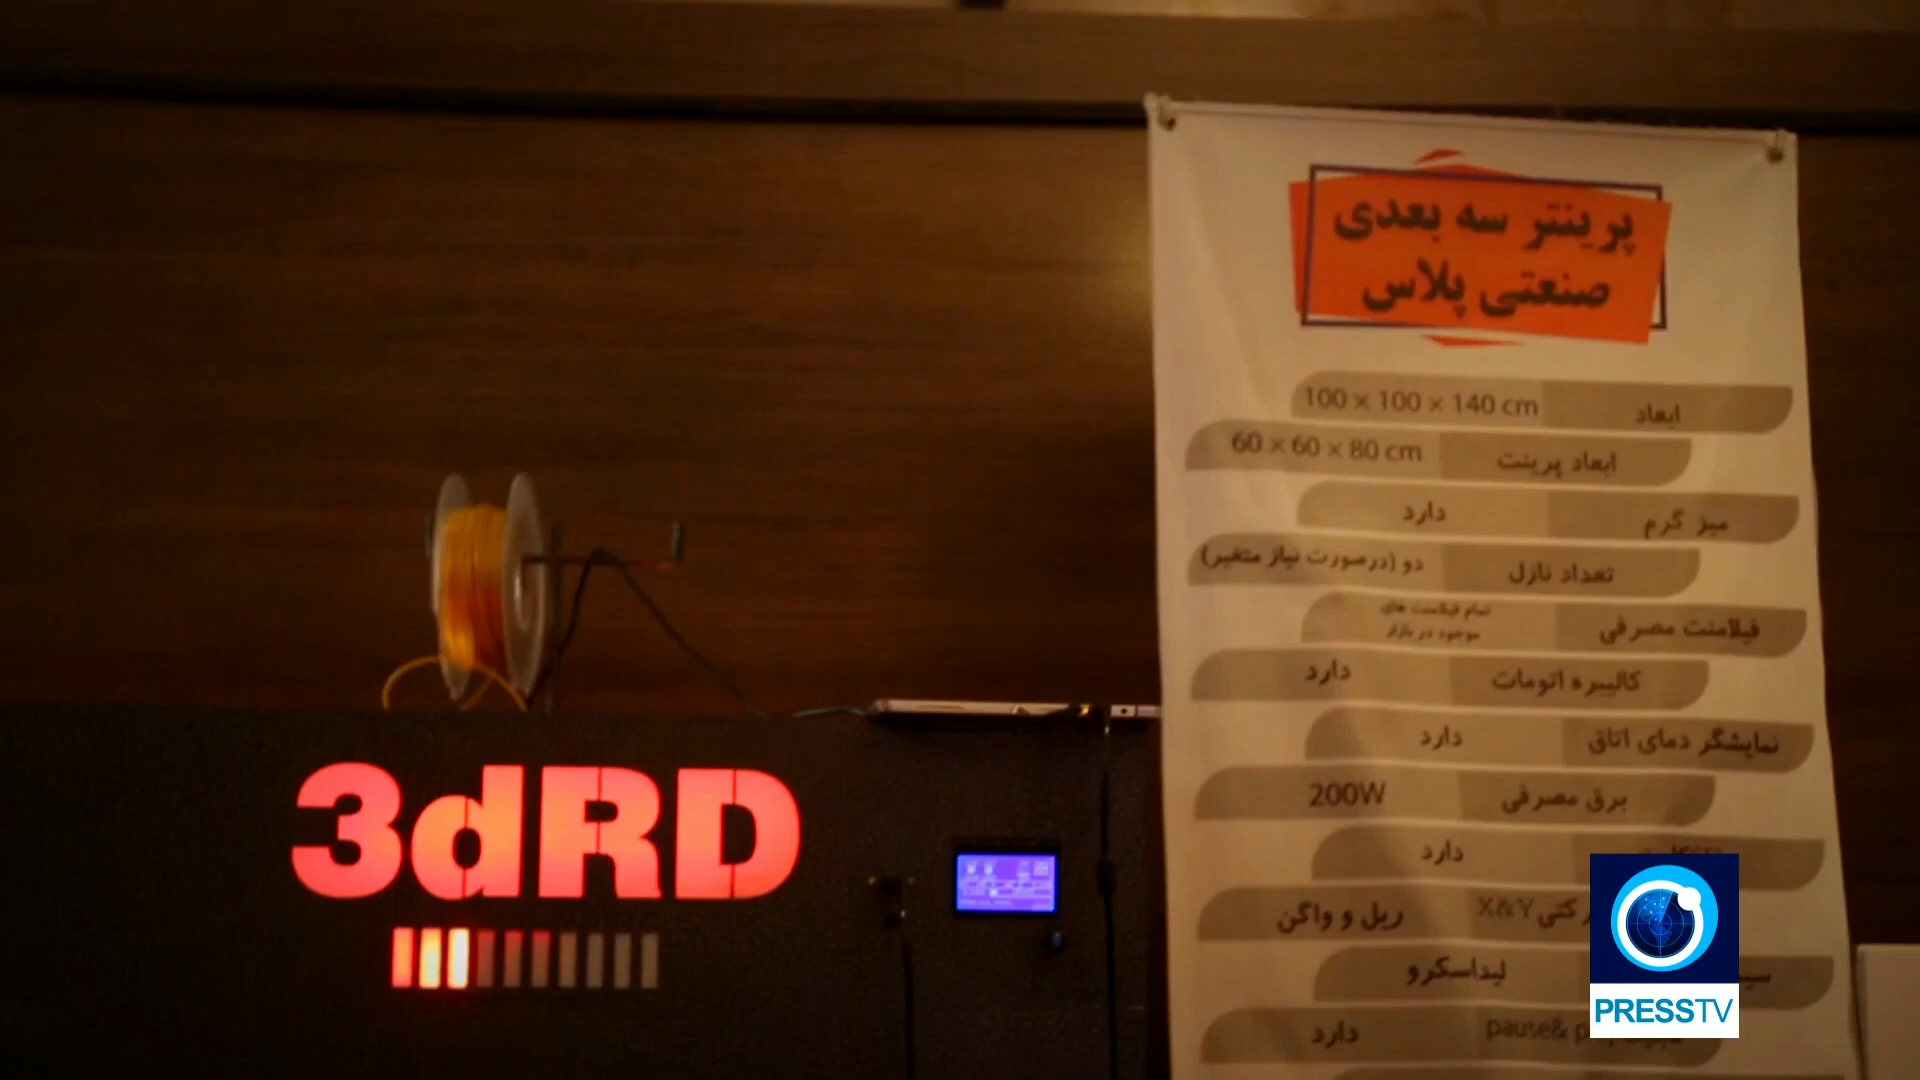 پرینتر سه بعدی
صنعتی پلاس
ابعاد 100 × 100 × 140 cm
ابعاد پرینت 60 × 60 × 80 cm
میز گرم دارد
تعداد نازل دو (درصورت نیاز متغیر)
فیلامنت مصرفی تمام فیلامنت های
موجود در بازار
کالیبره اتومات دارد
نمایشگر دمای اتاق دارد
برق مصرفی 200W
دارد
X&Y ریل و واگن
لیداسکرو
pause& دارد
3dRD
PRESSTV